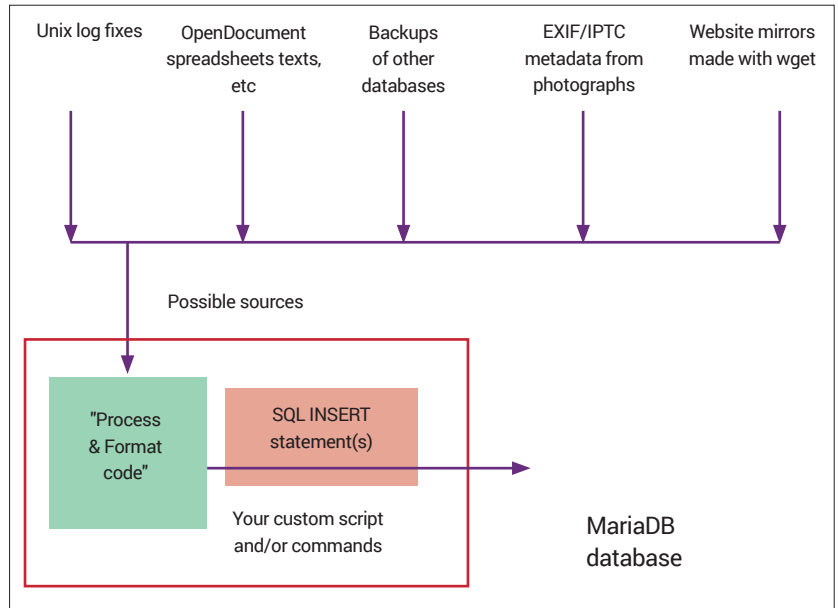 Unix log fixes
OpenDocument
spreadsheets texts,
etc
Backups
of other
databases
EXIF/IPTC
metadata from
photographs
Website mirrors
made with wget
Possible sources
"Process
& Format
code"
SQL INSERT
statement(s)
Your custom script
and/or commands
MariaDB
database